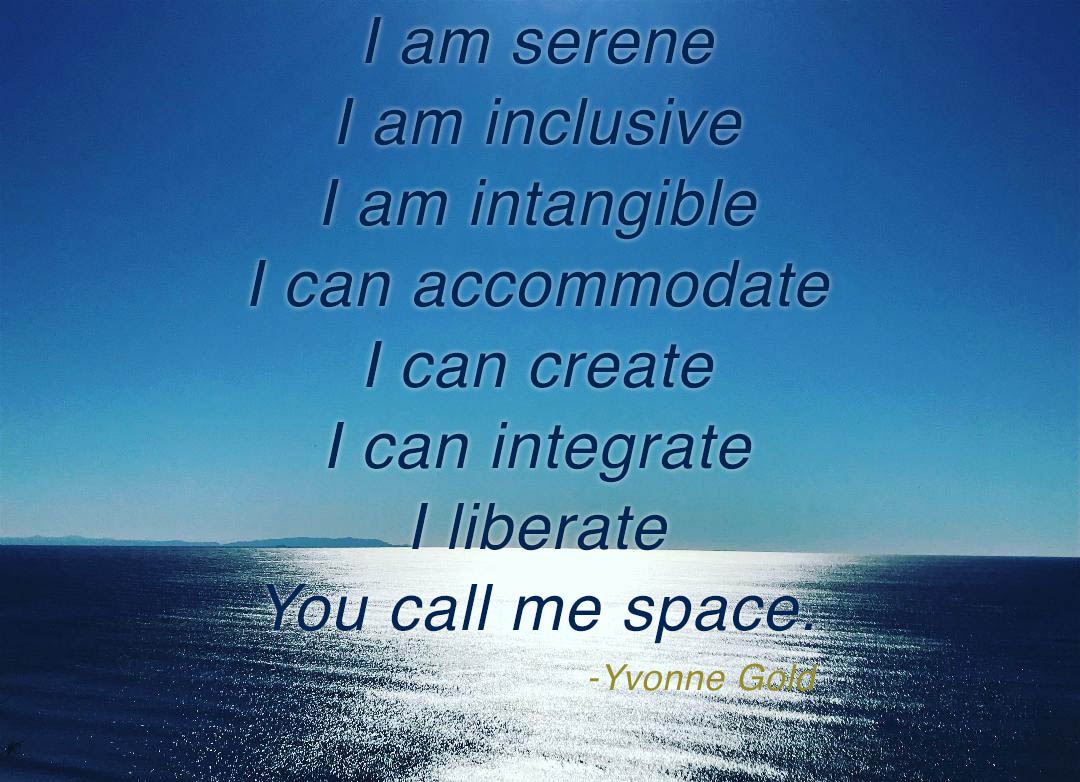 I am serene
I am inclusive
I am intangible
I can accommodate
I can create
I can integrate
I liberate
You call me space.
-Yvonne Gold